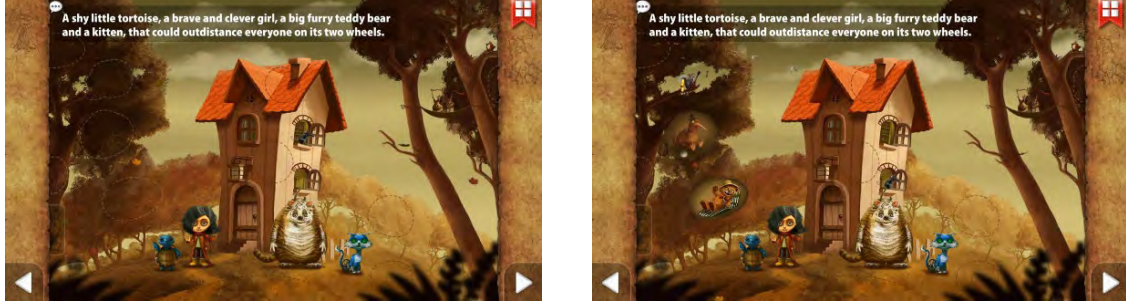 A shy little tortoise, a brave and clever girl, a big furry teddy bear
and a kitten, that could outdistance everyone on its two wheels.
A shy little tortoise, a brave and clever girl, a big furry teddy bear
and a kitten, that could outdistance everyone on its two wheels.